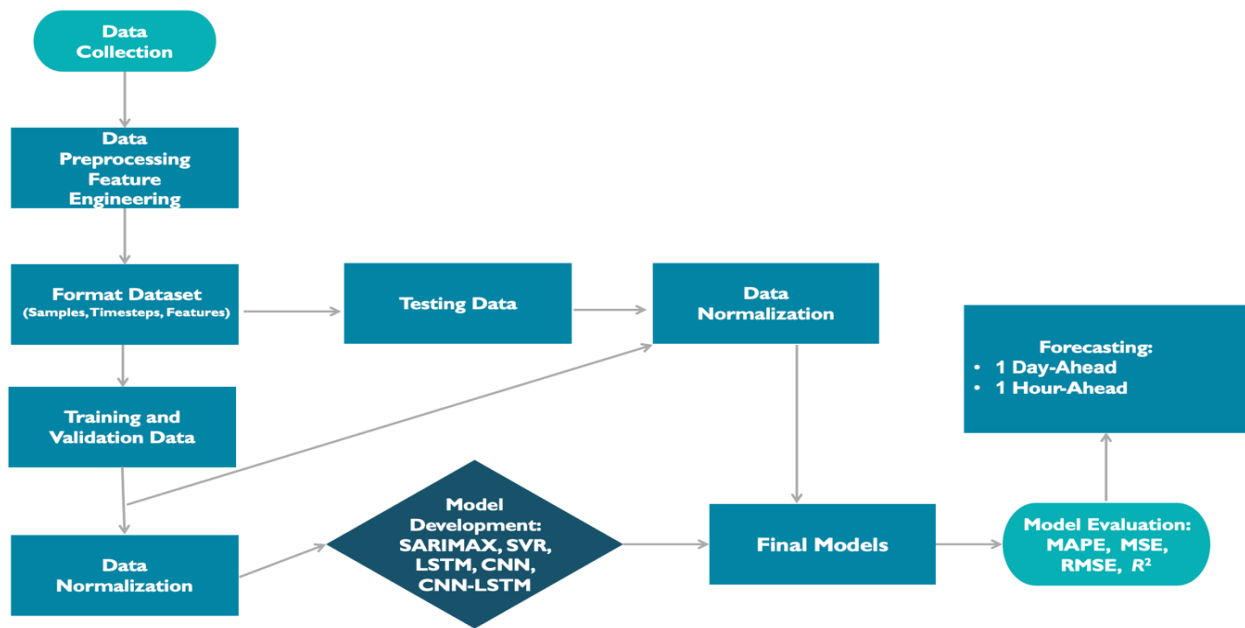 Data
Collection
Data
Preprocessing
Feature
Engineering
Format Dataset
(Samples, Timesteps, Features)
Testing Data
Data
Normalization
Forecasting:
• 1 Day-Ahead
• 1 Hour-Ahead
Training and
Validation Data
Data
Normalization
Model
Development:
SARIMAX, SVR,
LSTM, CNN,
CNN-LSTM
Final Models
Model Evaluation:
MAPE, MSE,
RMSE, R²